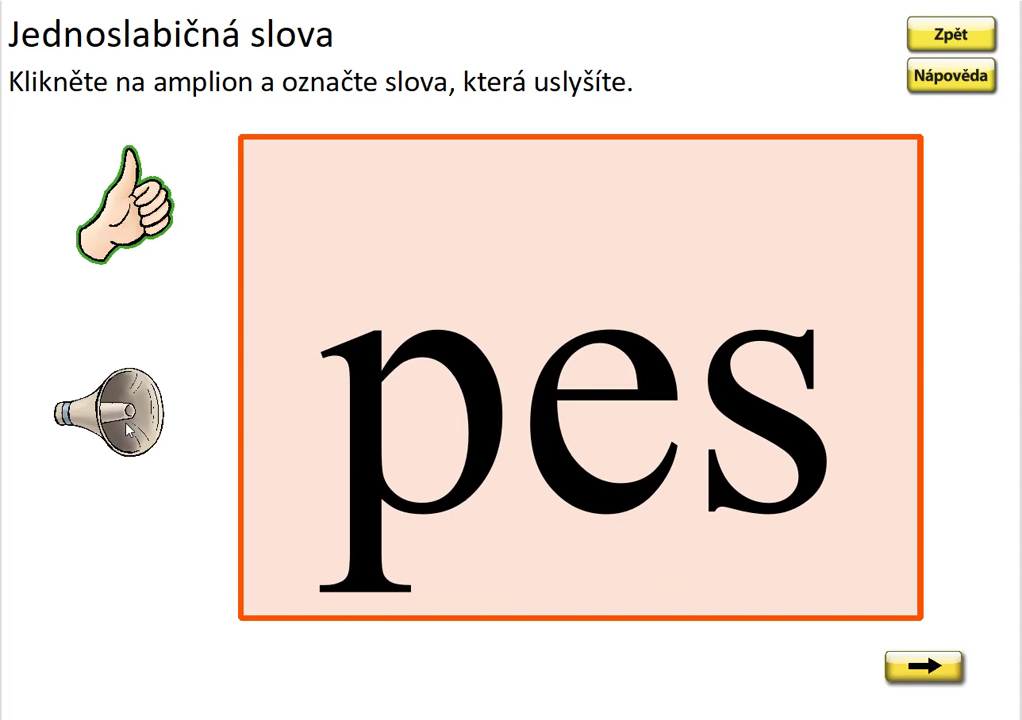 Jednoslabičná slova
Zpět
Klikněte na amplion a označte slova, která uslyšíte.
Nápověda
pes